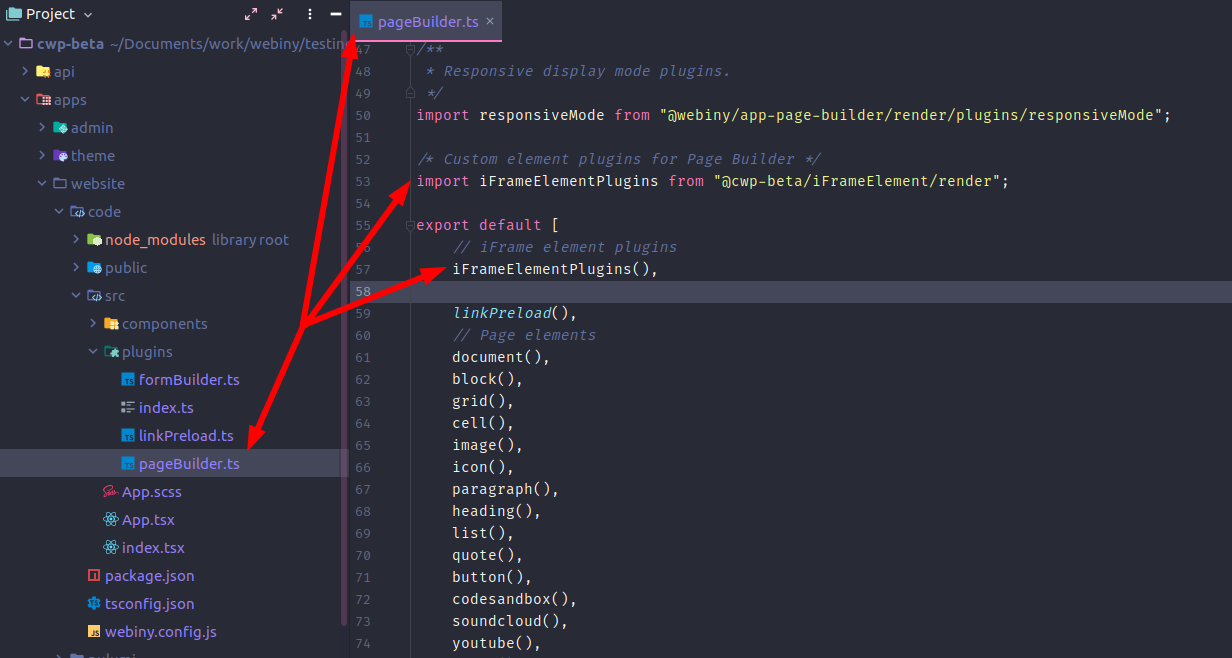 Project
cwp-beta ~/Documents/work/webiny/testin
api
apps
admin
theme
website
code
node_modules library root
public
src
components
plugins
formBuilder.ts
index.ts
linkPreload.ts
pageBuilder.ts
App.scss
App.tsx
index.tsx
package.json
tsconfig.json
webiny.config.js
pulumi
pageBuilder.ts
47 /**
48 * Responsive display mode plugins.
49 */
50 import responsiveMode from "@webiny/app-page-builder/render/plugins/responsiveMode";
51
52 /* Custom element plugins for Page Builder */
53 import iFrameElementPlugins from "@cwp-beta/iFrameElement/render";
54
55 export default [
56 // iFrame element plugins
57 iFrameElementPlugins(),
58
59 linkPreload(),
60 // Page elements
61 document(),
62 block(),
63 grid(),
64 cell(),
65 image(),
66 icon(),
67 paragraph(),
68 heading(),
69 list(),
70 quote(),
71 button(),
72 codesandbox(),
73 soundcloud(),
74 youtube(),